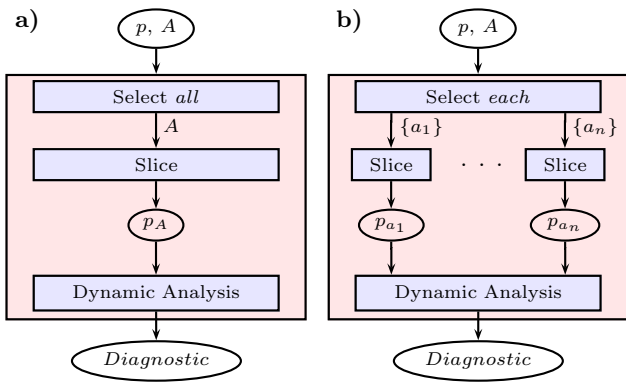 a)
p, A
Select all
A
Slice
p_A
Dynamic Analysis
Diagnostic
b)
p, A
Select each
{a_1} {a_n}
Slice . . . Slice
p_{a_1} p_{a_n}
Dynamic Analysis
Diagnostic